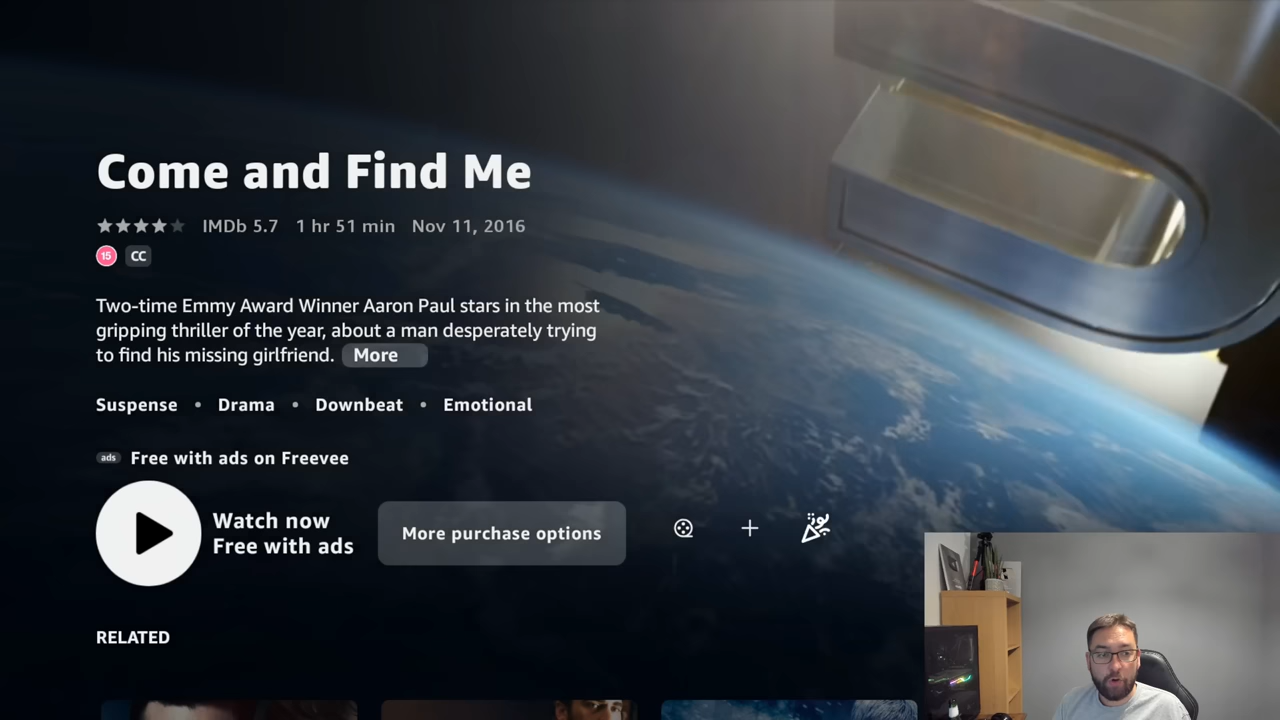 Come and Find Me
IMDb 5.7 1 hr 51 min Nov 11, 2016
15 CC
Two-time Emmy Award Winner Aaron Paul stars in the most
gripping thriller of the year, about a man desperately trying
to find his missing girlfriend. More
Suspense • Drama • Downbeat • Emotional
ads Free with ads on Freevee
Watch now
Free with ads
More purchase options
RELATED